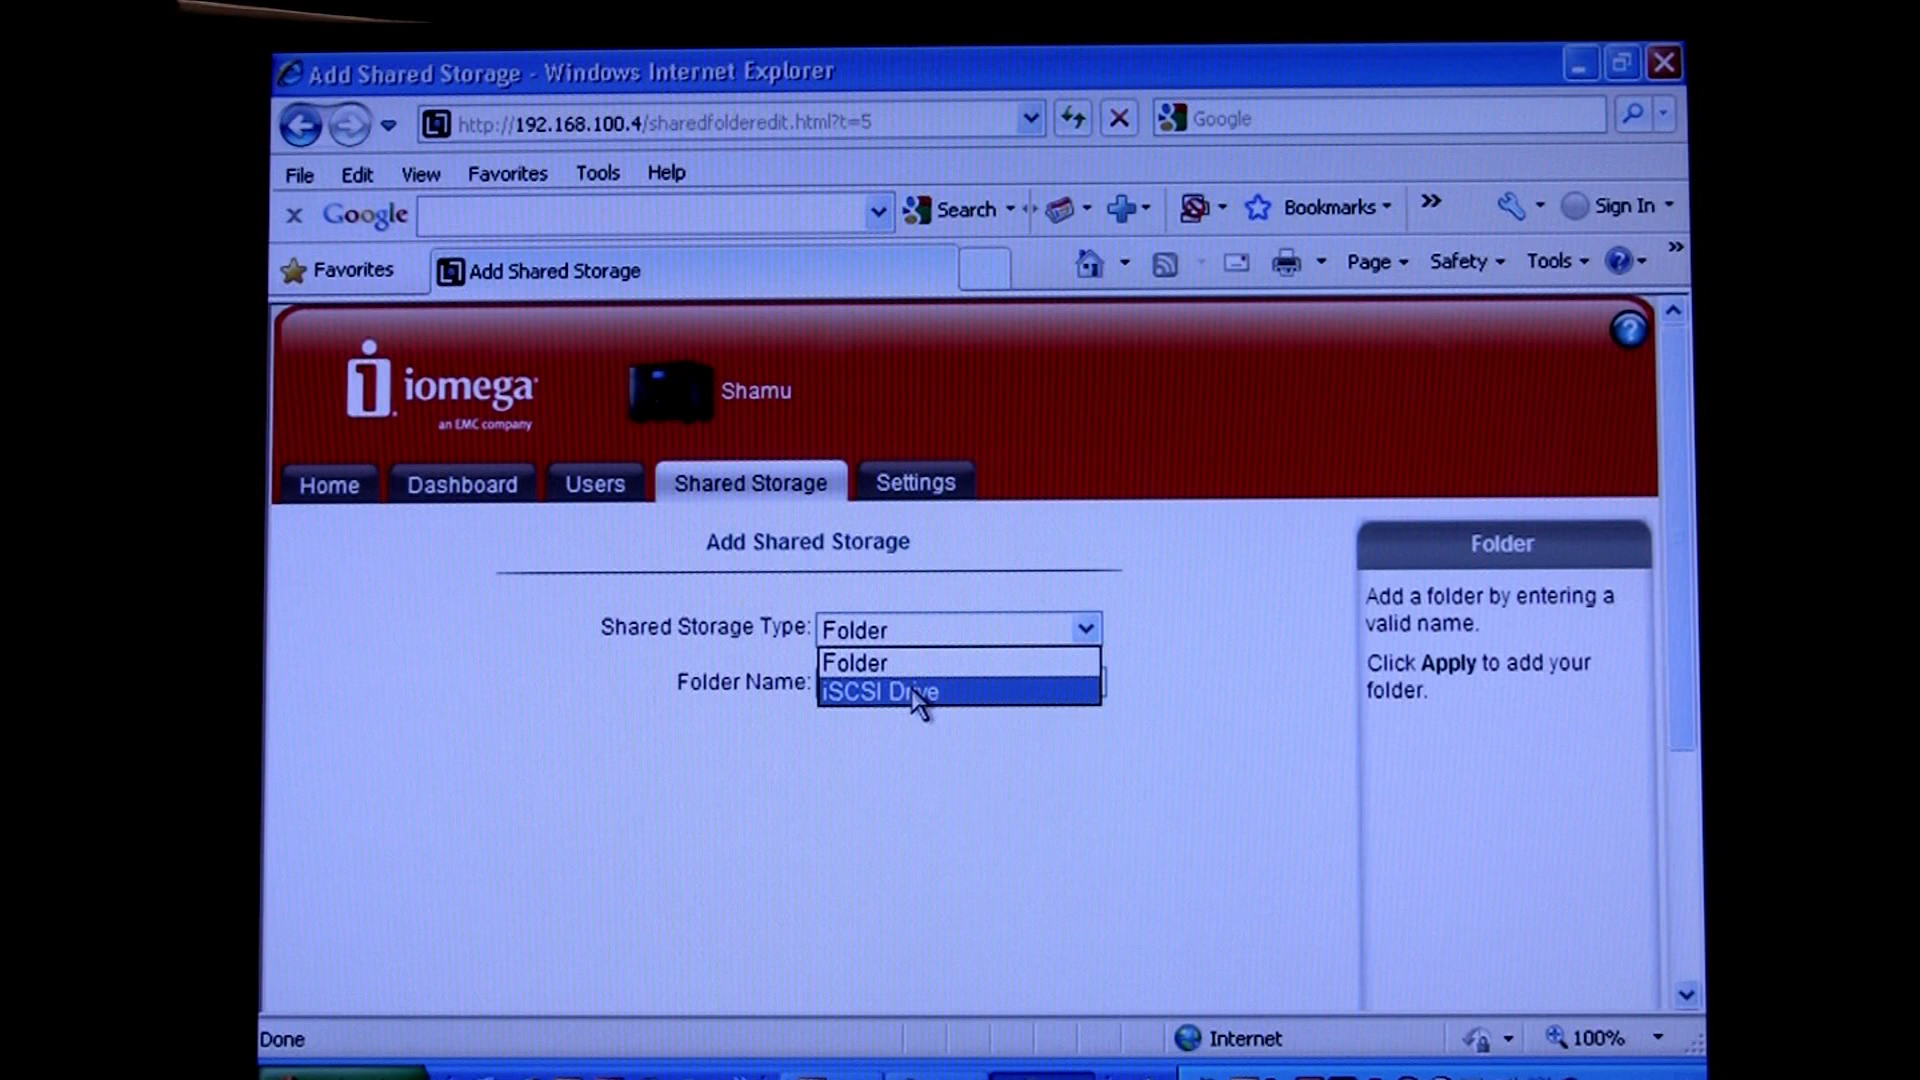 Add Shared Storage - Windows Internet Explorer
http://192.168.100.4/sharedfolderedit.html?t=5
Google
File Edit View Favorites Tools Help
x Google Search Bookmarks » Sign In
Favorites Add Shared Storage Page Safety Tools »
iomega
an EMC company
Shamu
Home Dashboard Users Shared Storage Settings
Add Shared Storage
Shared Storage Type: Folder
Folder
Folder Name: iSCSI Drive
Folder
Add a folder by entering a
valid name.
Click Apply to add your
folder.
Done Internet 100%